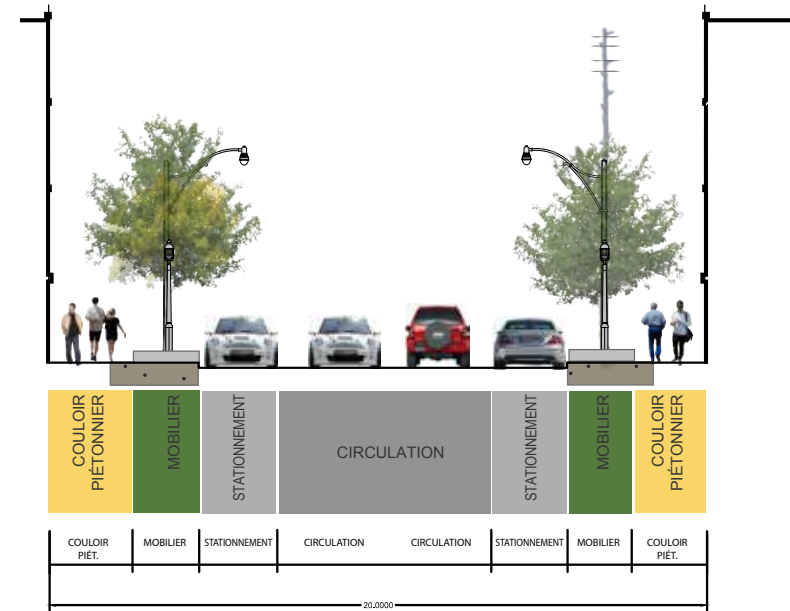 COULOIR
PIÉTONNIER
MOBILIER
STATIONNEMENT
CIRCULATION
STATIONNEMENT
MOBILIER
COULOIR
PIÉTONNIER
COULOIR
PIÉT.
MOBILIER
STATIONNEMENT
CIRCULATION
CIRCULATION
STATIONNEMENT
MOBILIER
COULOIR
PIÉT.
20.0000